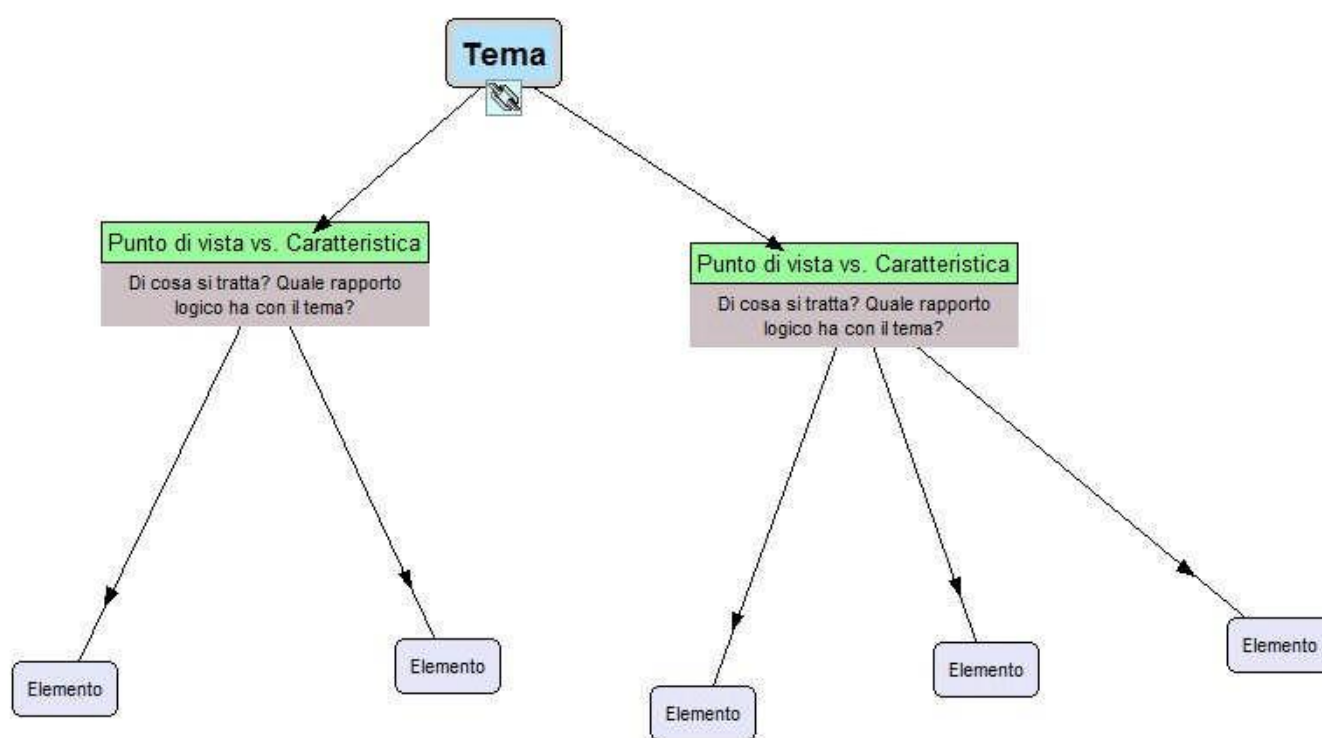 Tema
Punto di vista vs. Caratteristica
Di cosa si tratta? Quale rapporto
logico ha con il tema?
Punto di vista vs. Caratteristica
Di cosa si tratta? Quale rapporto
logico ha con il tema?
Elemento
Elemento
Elemento
Elemento
Elemento